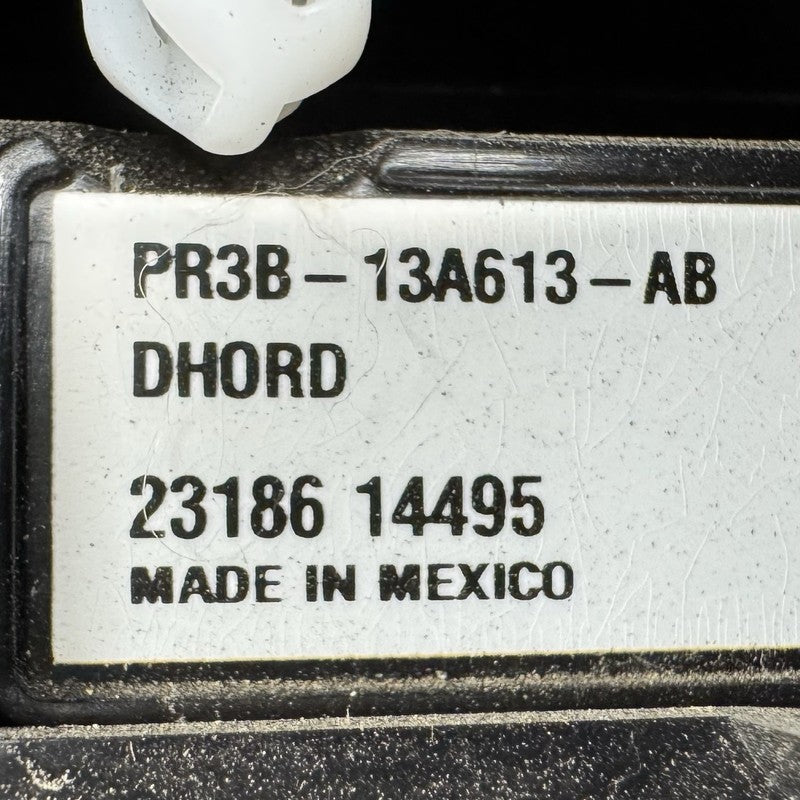 PR3B-13A613-AB
DHORD
23186 14495
MADE IN MEXICO